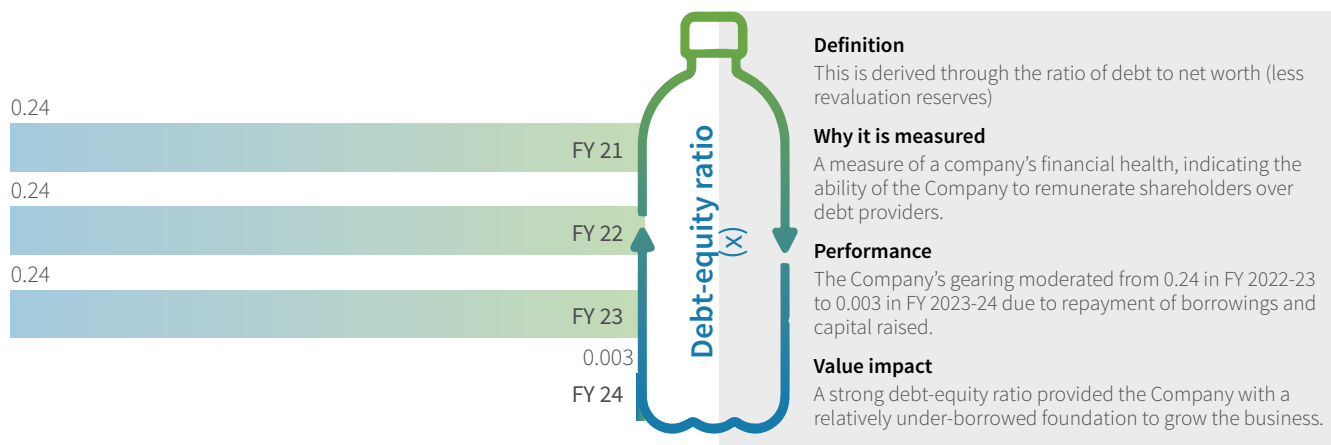 0.24
FY 21
0.24
FY 22
0.24
FY 23
0.003
FY 24
Debt-equity ratio
(x)
Definition
This is derived through the ratio of debt to net worth (less
revaluation reserves)
Why it is measured
A measure of a company’s financial health, indicating the
ability of the Company to remunerate shareholders over
debt providers.
Performance
The Company’s gearing moderated from 0.24 in FY 2022-23
to 0.003 in FY 2023-24 due to repayment of borrowings and
capital raised.
Value impact
A strong debt-equity ratio provided the Company with a
relatively under-borrowed foundation to grow the business.